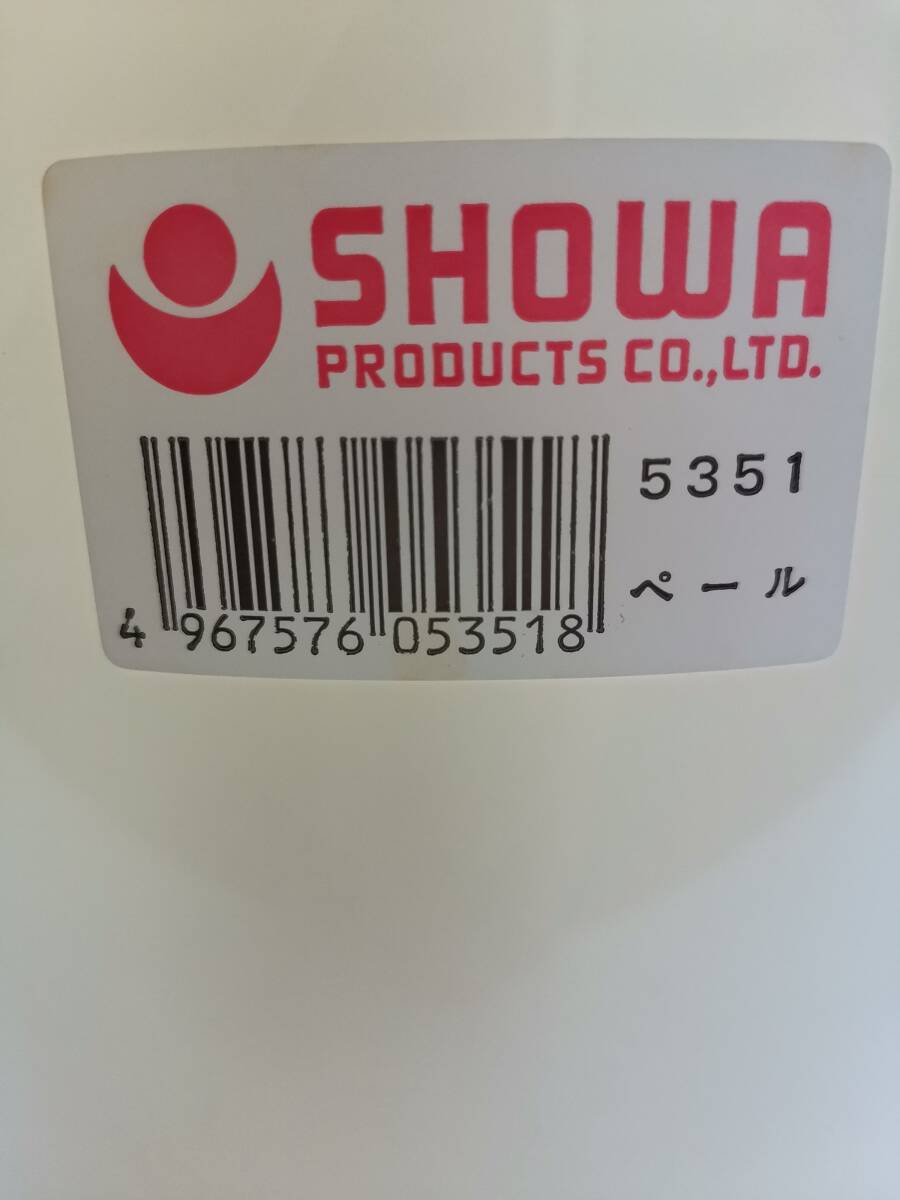 SHOWA
PRODUCTS CO.,LTD.
5351
ペール
4 967576 053518